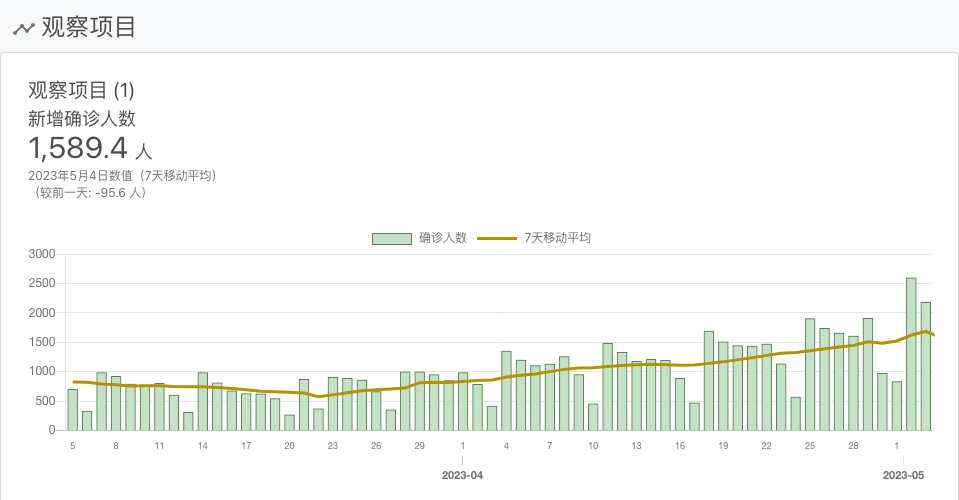 观察项目
观察项目 (1)
新增确诊人数
1,589.4 人
2023年5月4日数值（7天移动平均）
（较前一天: -95.6 人）
确诊人数 7天移动平均
3000
2500
2000
1500
1000
500
0
5 8 11 14 17 20 23 26 29 1 4 7 10 13 16 19 22 25 28 1
2023-04 2023-05